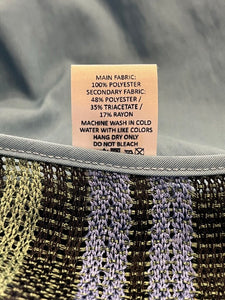 MAIN FABRIC:
100% POLYESTER
SECONDARY FABRIC:
48% POLYESTER /
35% TRIACETATE /
17% RAYON
MACHINE WASH IN COLD
WATER WITH LIKE COLORS
HANG DRY ONLY
DO NOT BLEACH